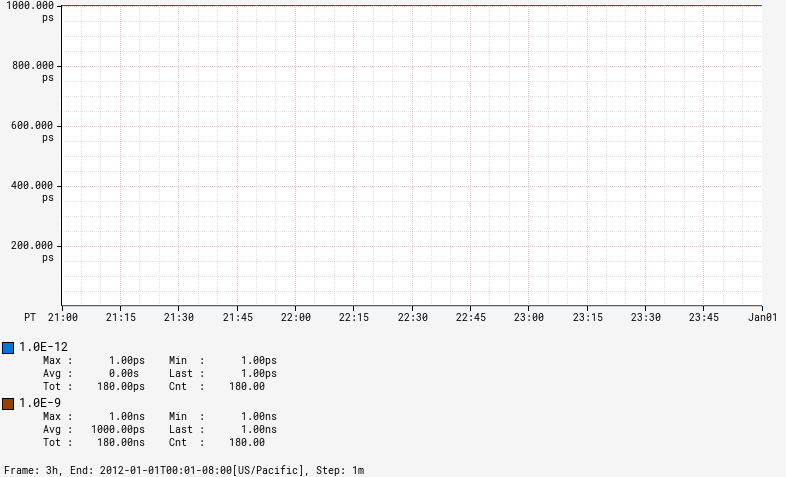 1000.000
ps
800.000
ps
600.000
ps
400.000
ps
200.000
ps
PT 21:00 21:15 21:30 21:45 22:00 22:15 22:30 22:45 23:00 23:15 23:30 23:45 Jan01
1.0E-12
Max : 1.00ps Min : 1.00ps
Avg : 0.00s Last : 1.00ps
Tot : 180.00ps Cnt : 180.00
1.0E-9
Max : 1.00ns Min : 1.00ns
Avg : 1000.00ps Last : 1.00ns
Tot : 180.00ns Cnt : 180.00
Frame: 3h, End: 2012-01-01T00:01-08:00[US/Pacific], Step: 1m